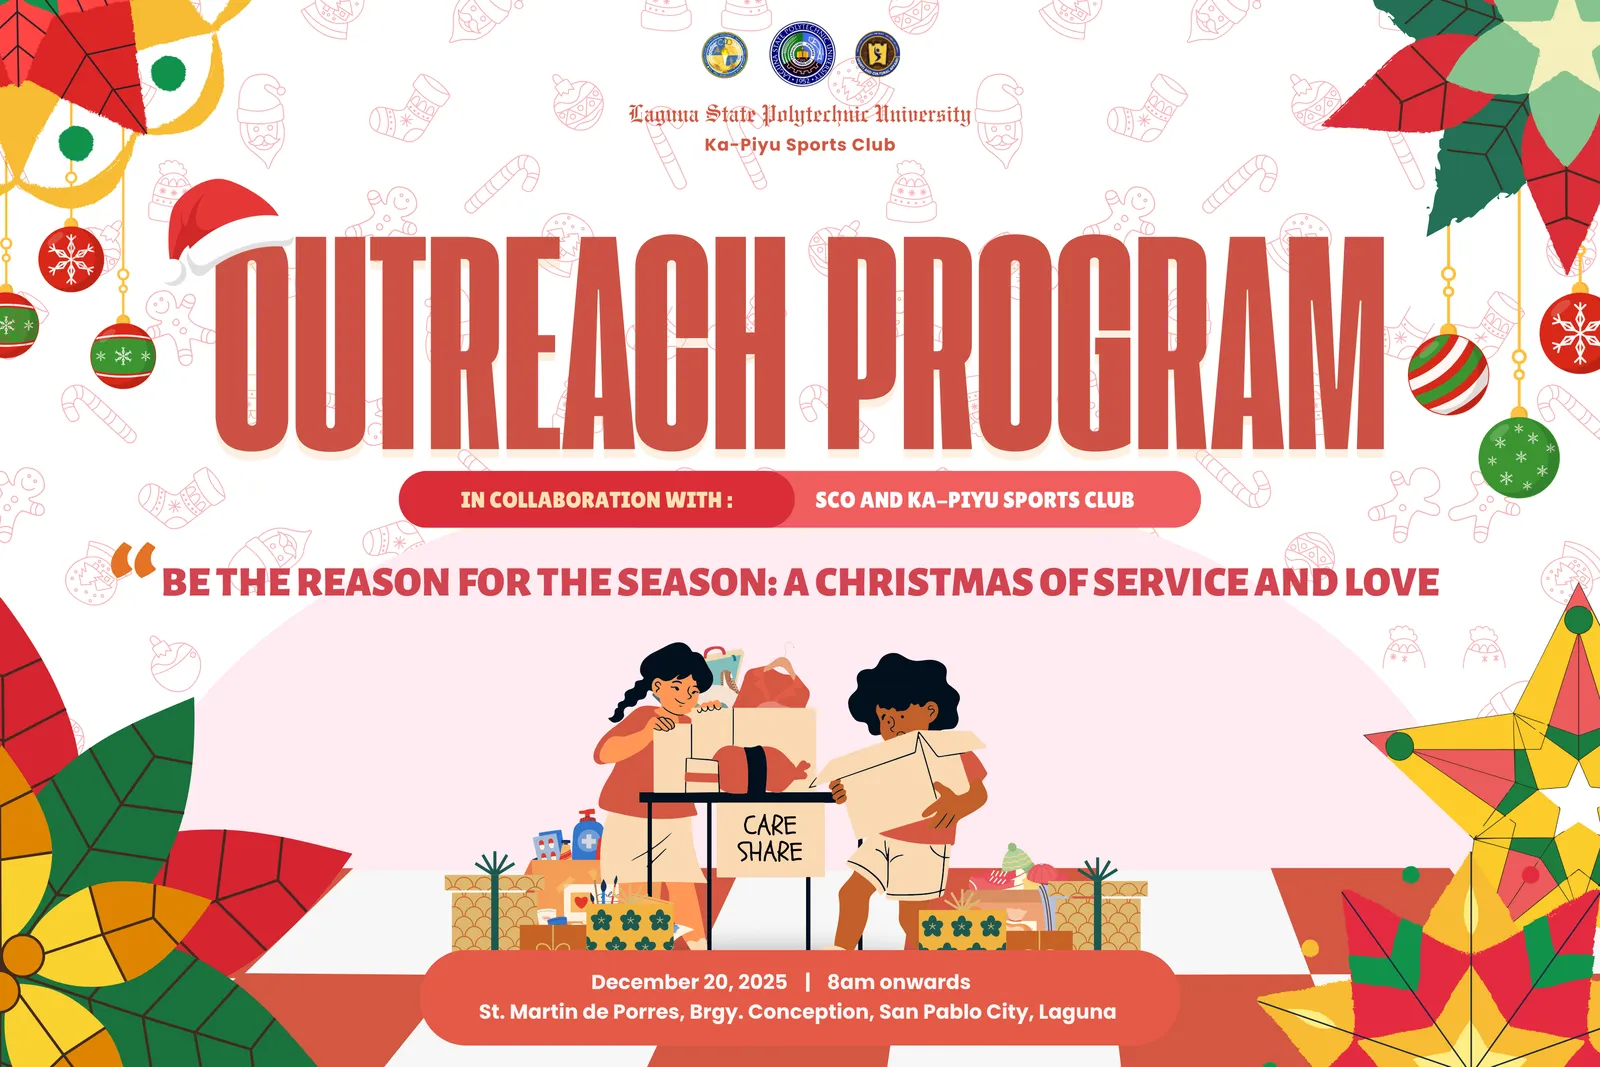 Laguna State Polytechnic University
Ka-Piyu Sports Club
OUTREACH PROGRAM
IN COLLABORATION WITH :
SCO AND KA-PIYU SPORTS CLUB
“BE THE REASON FOR THE SEASON: A CHRISTMAS OF SERVICE AND LOVE
CARE
SHARE
December 20, 2025 | 8am onwards
St. Martin de Porres, Brgy. Conception, San Pablo City, Laguna